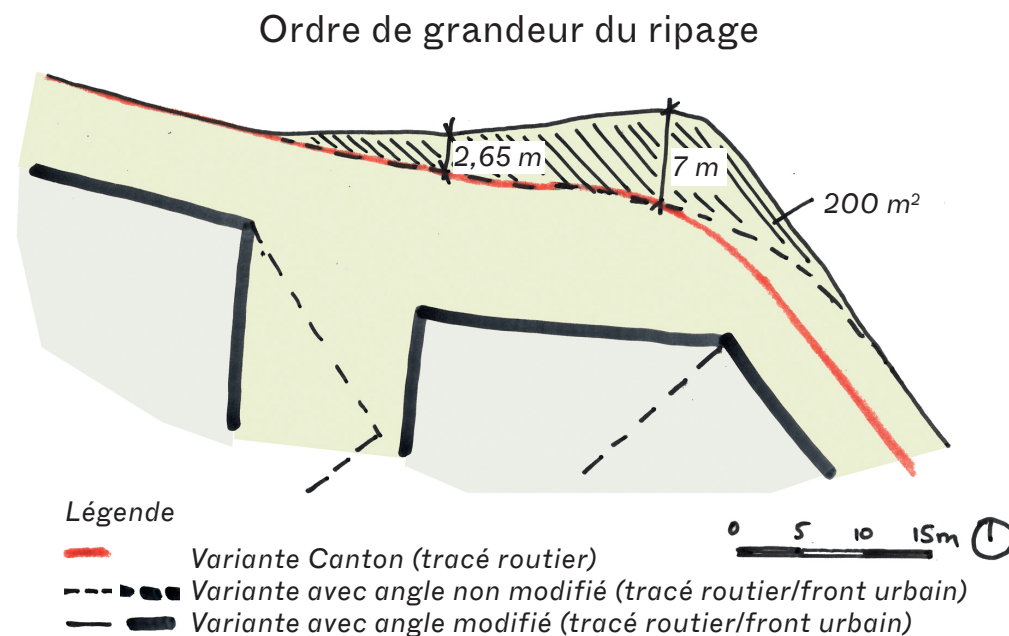 Ordre de grandeur du ripage
2,65 m
7 m
200 m²
Légende
0 5 10 15m
Variante Canton (tracé routier)
Variante avec angle non modifié (tracé routier/front urbain)
Variante avec angle modifié (tracé routier/front urbain)